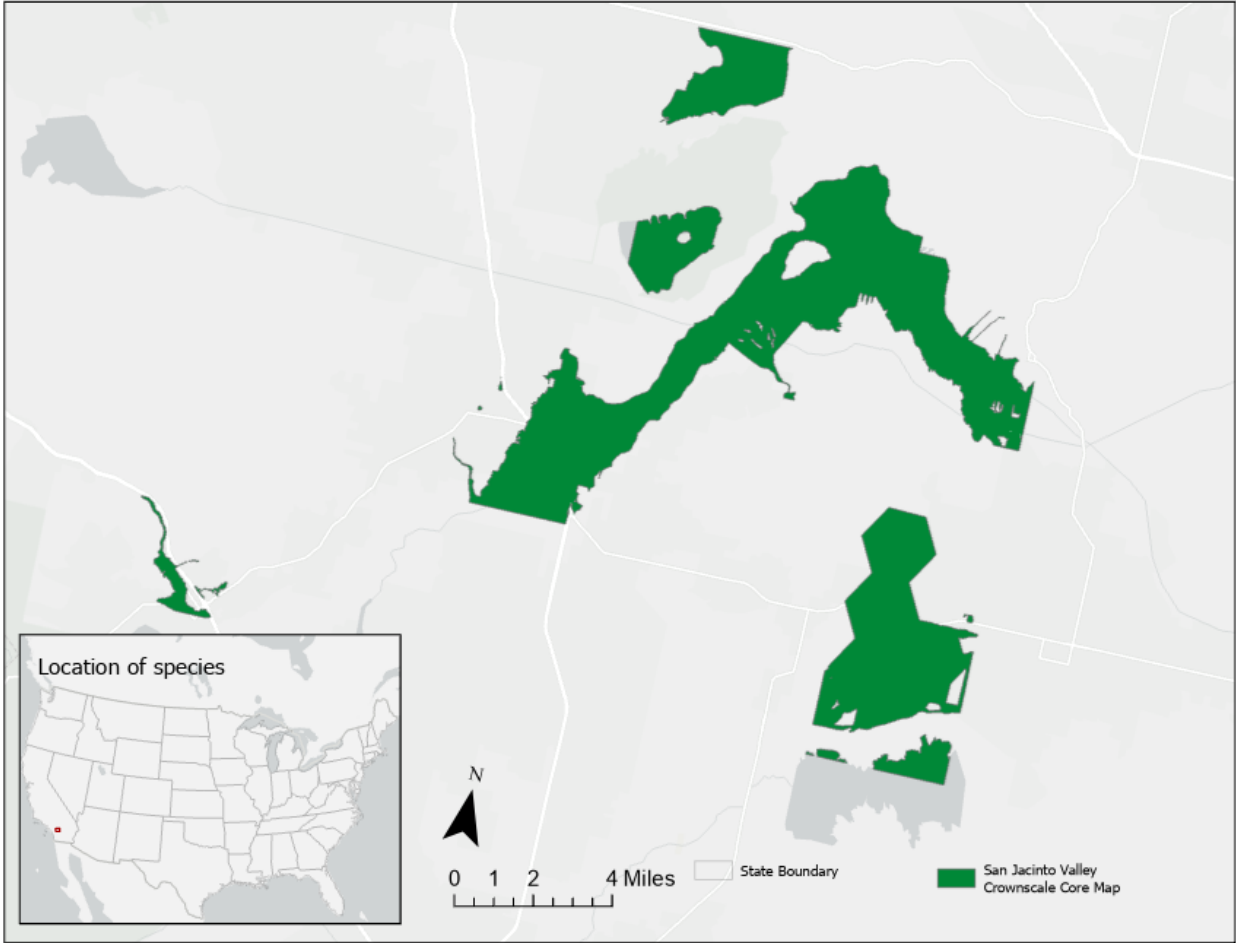 Location of species
N
0 1 2 4 Miles
State Boundary
San Jacinto Valley
Crownscale Core Map